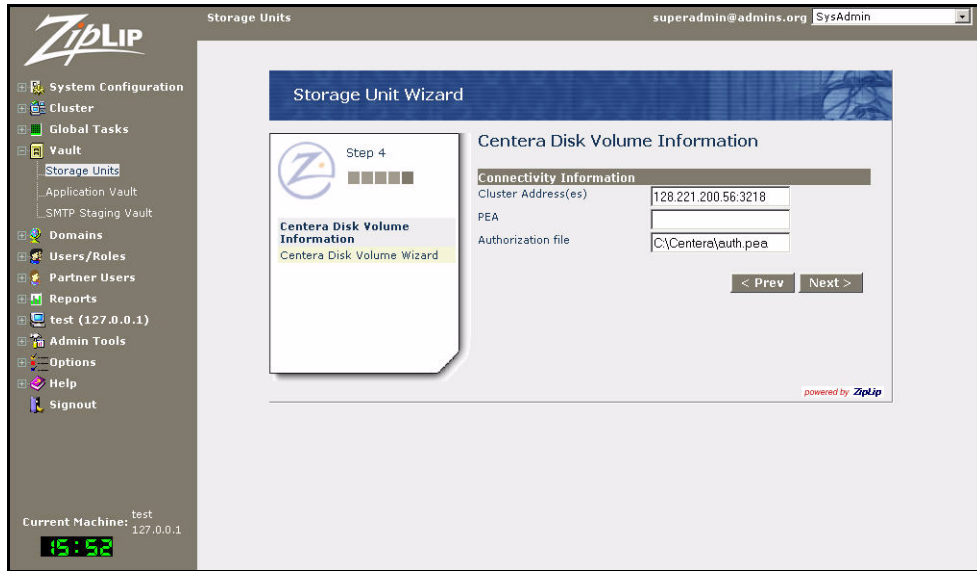 ZipLip
Storage Units
superadmin@admins.org
SysAdmin
System Configuration
Cluster
Global Tasks
Vault
Storage Units
Application Vault
SMTP Staging Vault
Domains
Users/Roles
Partner Users
Reports
test (127.0.0.1)
Admin Tools
Options
Help
Signout
Current Machine: test
127.0.0.1
15:52
Storage Unit Wizard
Step 4
Centera Disk Volume
Information
Centera Disk Volume Wizard
Centera Disk Volume Information
Connectivity Information
Cluster Address(es) 128.221.200.56:3218
PEA
Authorization file C:\Centera\auth.pea
< Prev Next >
powered by ZipLip